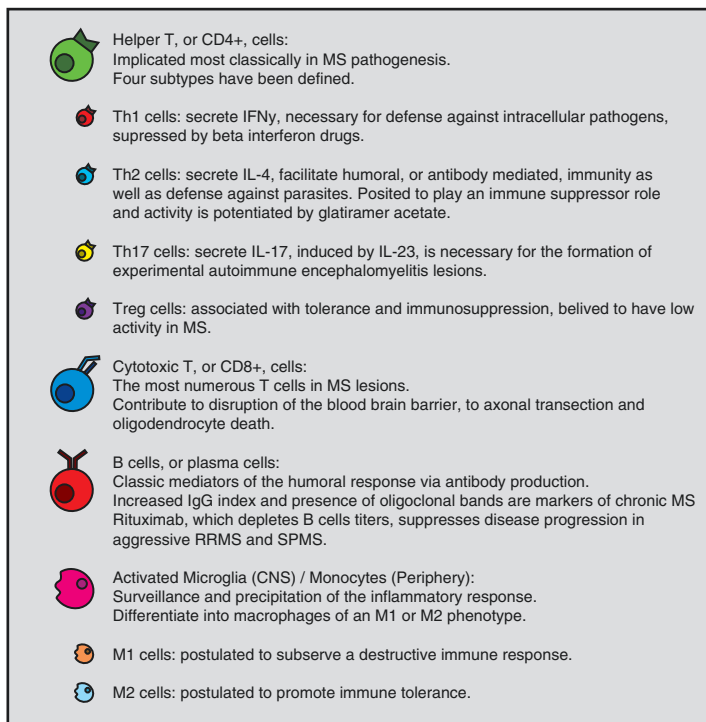 Helper T, or CD4+, cells:
Implicated most classically in MS pathogenesis.
Four subtypes have been defined.
Th1 cells: secrete IFNy, necessary for defense against intracellular pathogens,
supressed by beta interferon drugs.
Th2 cells: secrete IL-4, facilitate humoral, or antibody mediated, immunity as
well as defense against parasites. Posited to play an immune suppressor role
and activity is potentiated by glatiramer acetate.
Th17 cells: secrete IL-17, induced by IL-23, is necessary for the formation of
experimental autoimmune encephalomyelitis lesions.
Treg cells: associated with tolerance and immunosuppression, belived to have low
activity in MS.
Cytotoxic T, or CD8+, cells:
The most numerous T cells in MS lesions.
Contribute to disruption of the blood brain barrier, to axonal transection and
oligodendrocyte death.
B cells, or plasma cells:
Classic mediators of the humoral response via antibody production.
Increased IgG index and presence of oligoclonal bands are markers of chronic MS
Rituximab, which depletes B cells titers, suppresses disease progression in
aggressive RRMS and SPMS.
Activated Microglia (CNS) / Monocytes (Periphery):
Surveillance and precipitation of the inflammatory response.
Differentiate into macrophages of an M1 or M2 phenotype.
M1 cells: postulated to subserve a destructive immune response.
M2 cells: postulated to promote immune tolerance.